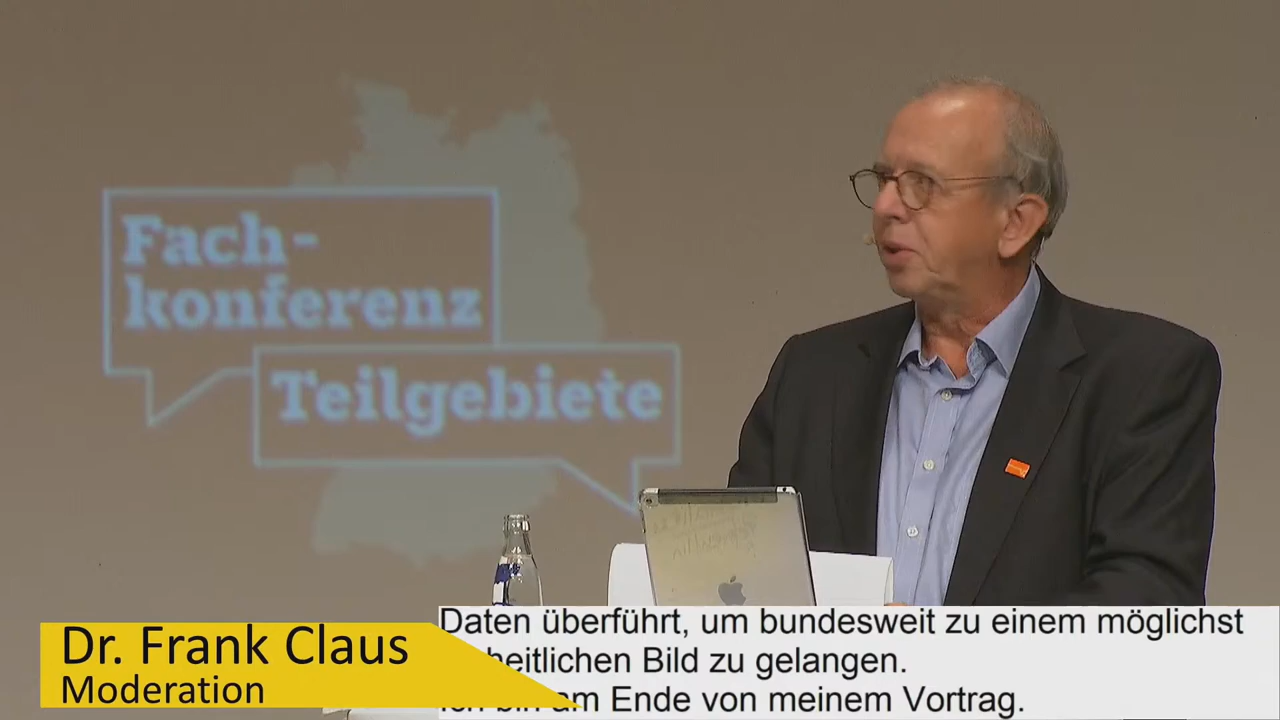 Fach-
konferenz
Teilgebiete
Dr. Frank Claus
Moderation
Daten überführt, um bundesweit zu einem möglichst
heitlichen Bild zu gelangen.
am Ende von meinem Vortrag.